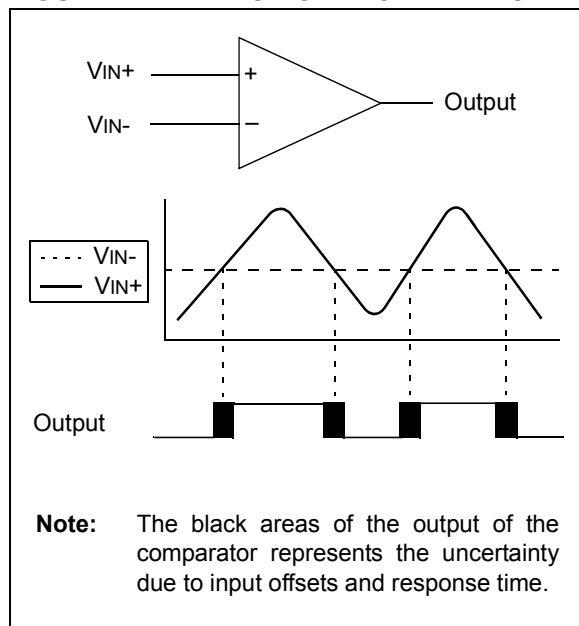 VIN+
+
Output
VIN-
−
VIN-
VIN+
Output
Note: The black areas of the output of the
comparator represents the uncertainty
due to input offsets and response time.